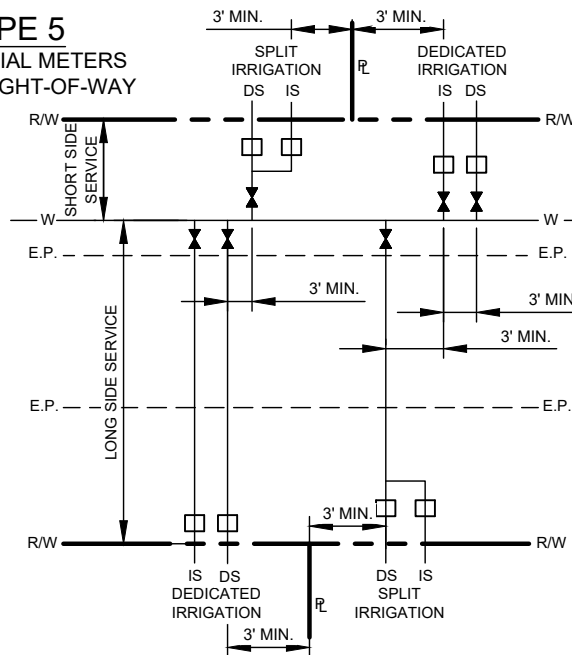 PE 5
IAL METERS
GHT-OF-WAY
3' MIN. 3' MIN.
SPLIT IRRIGATION
DEDICATED IRRIGATION
DS IS
IS DS
PL
R/W R/W
SHORT SIDE SERVICE
W W
E.P. E.P.
3' MIN. 3' MIN
3' MIN.
LONG SIDE SERVICE
E.P. E.P.
3' MIN.
R/W R/W
IS DS
DEDICATED IRRIGATION
PL
DS IS
SPLIT IRRIGATION
3' MIN.